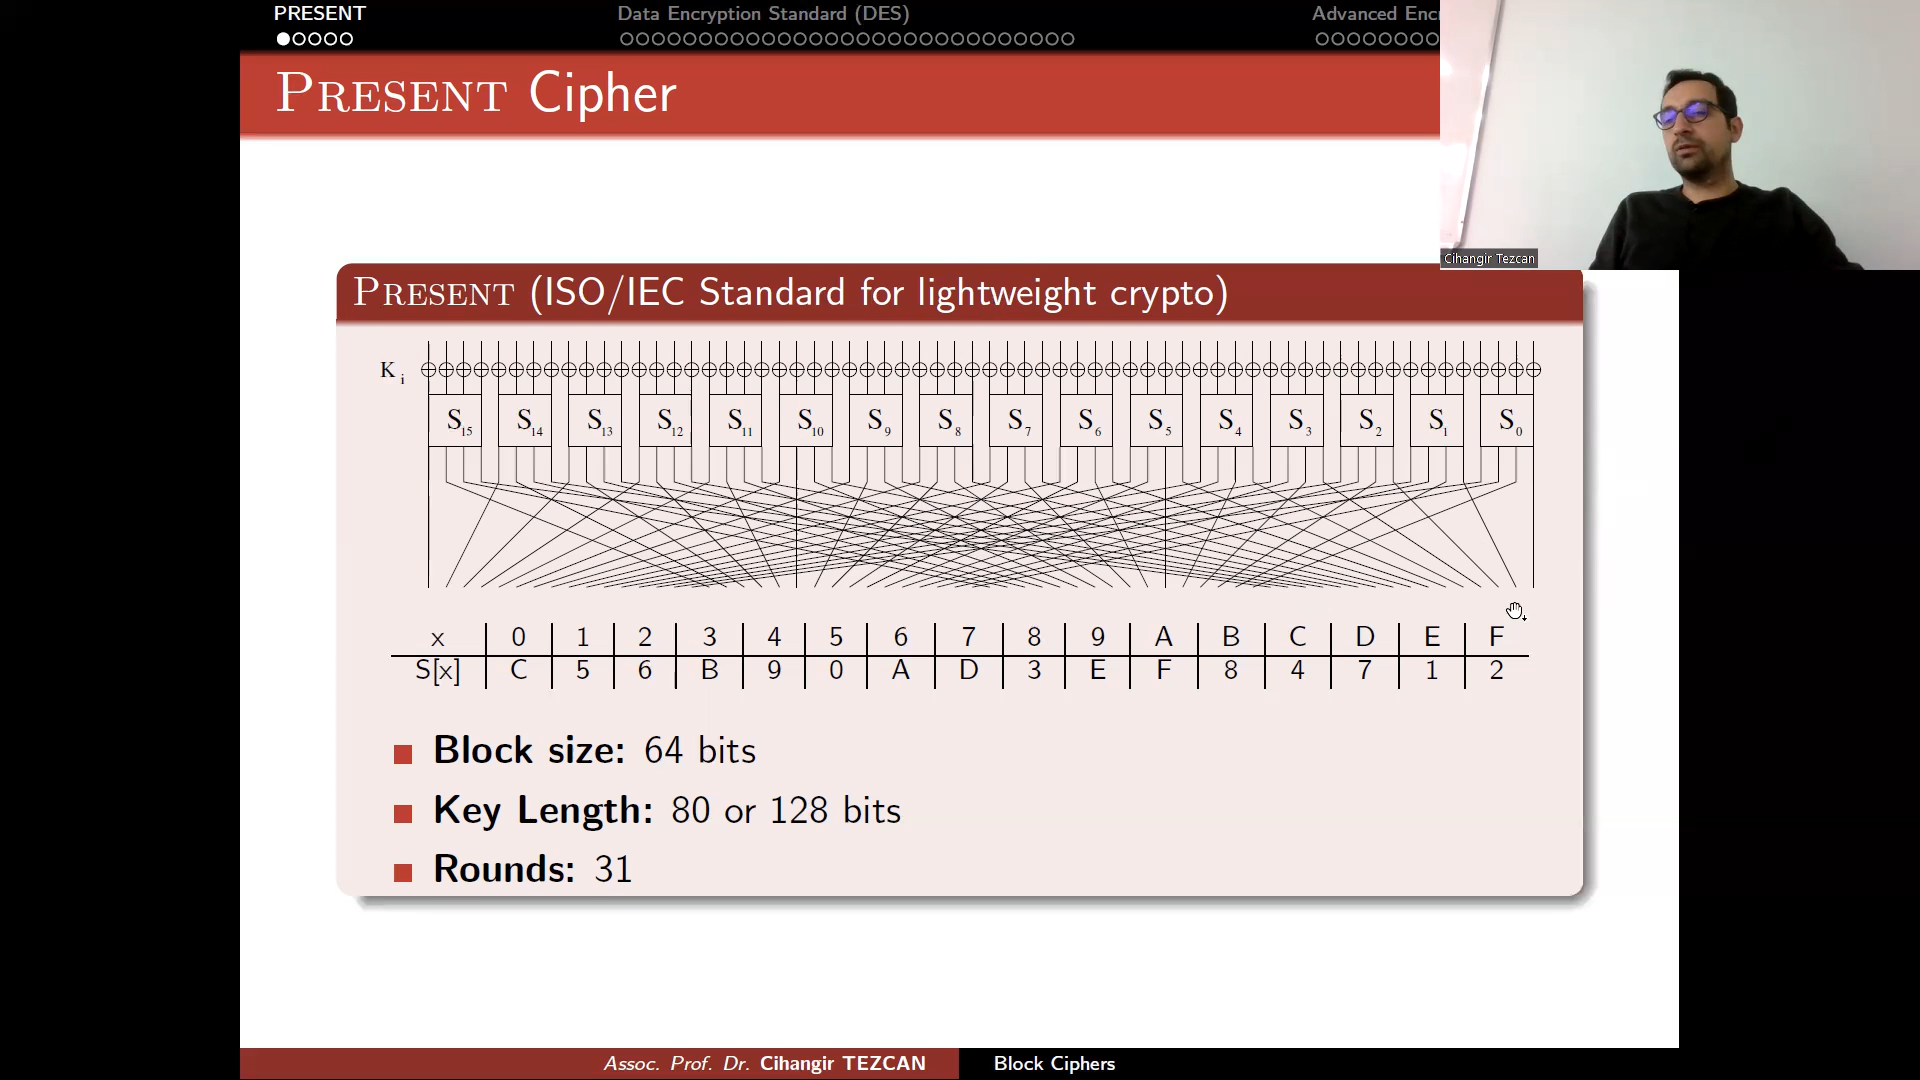 PRESENT Data Encryption Standard (DES) Advanced Enc
PRESENT Cipher
Cihangir Tezcan
PRESENT (ISO/IEC Standard for lightweight crypto)
K i
S15 S14 S13 S12 S11 S10 S9 S8 S7 S6 S5 S4 S3 S2 S1 S0
x 0 1 2 3 4 5 6 7 8 9 A B C D E F
S[x] C 5 6 B 9 0 A D 3 E F 8 4 7 1 2
Block size: 64 bits
Key Length: 80 or 128 bits
Rounds: 31
Assoc. Prof. Dr. Cihangir TEZCAN Block Ciphers